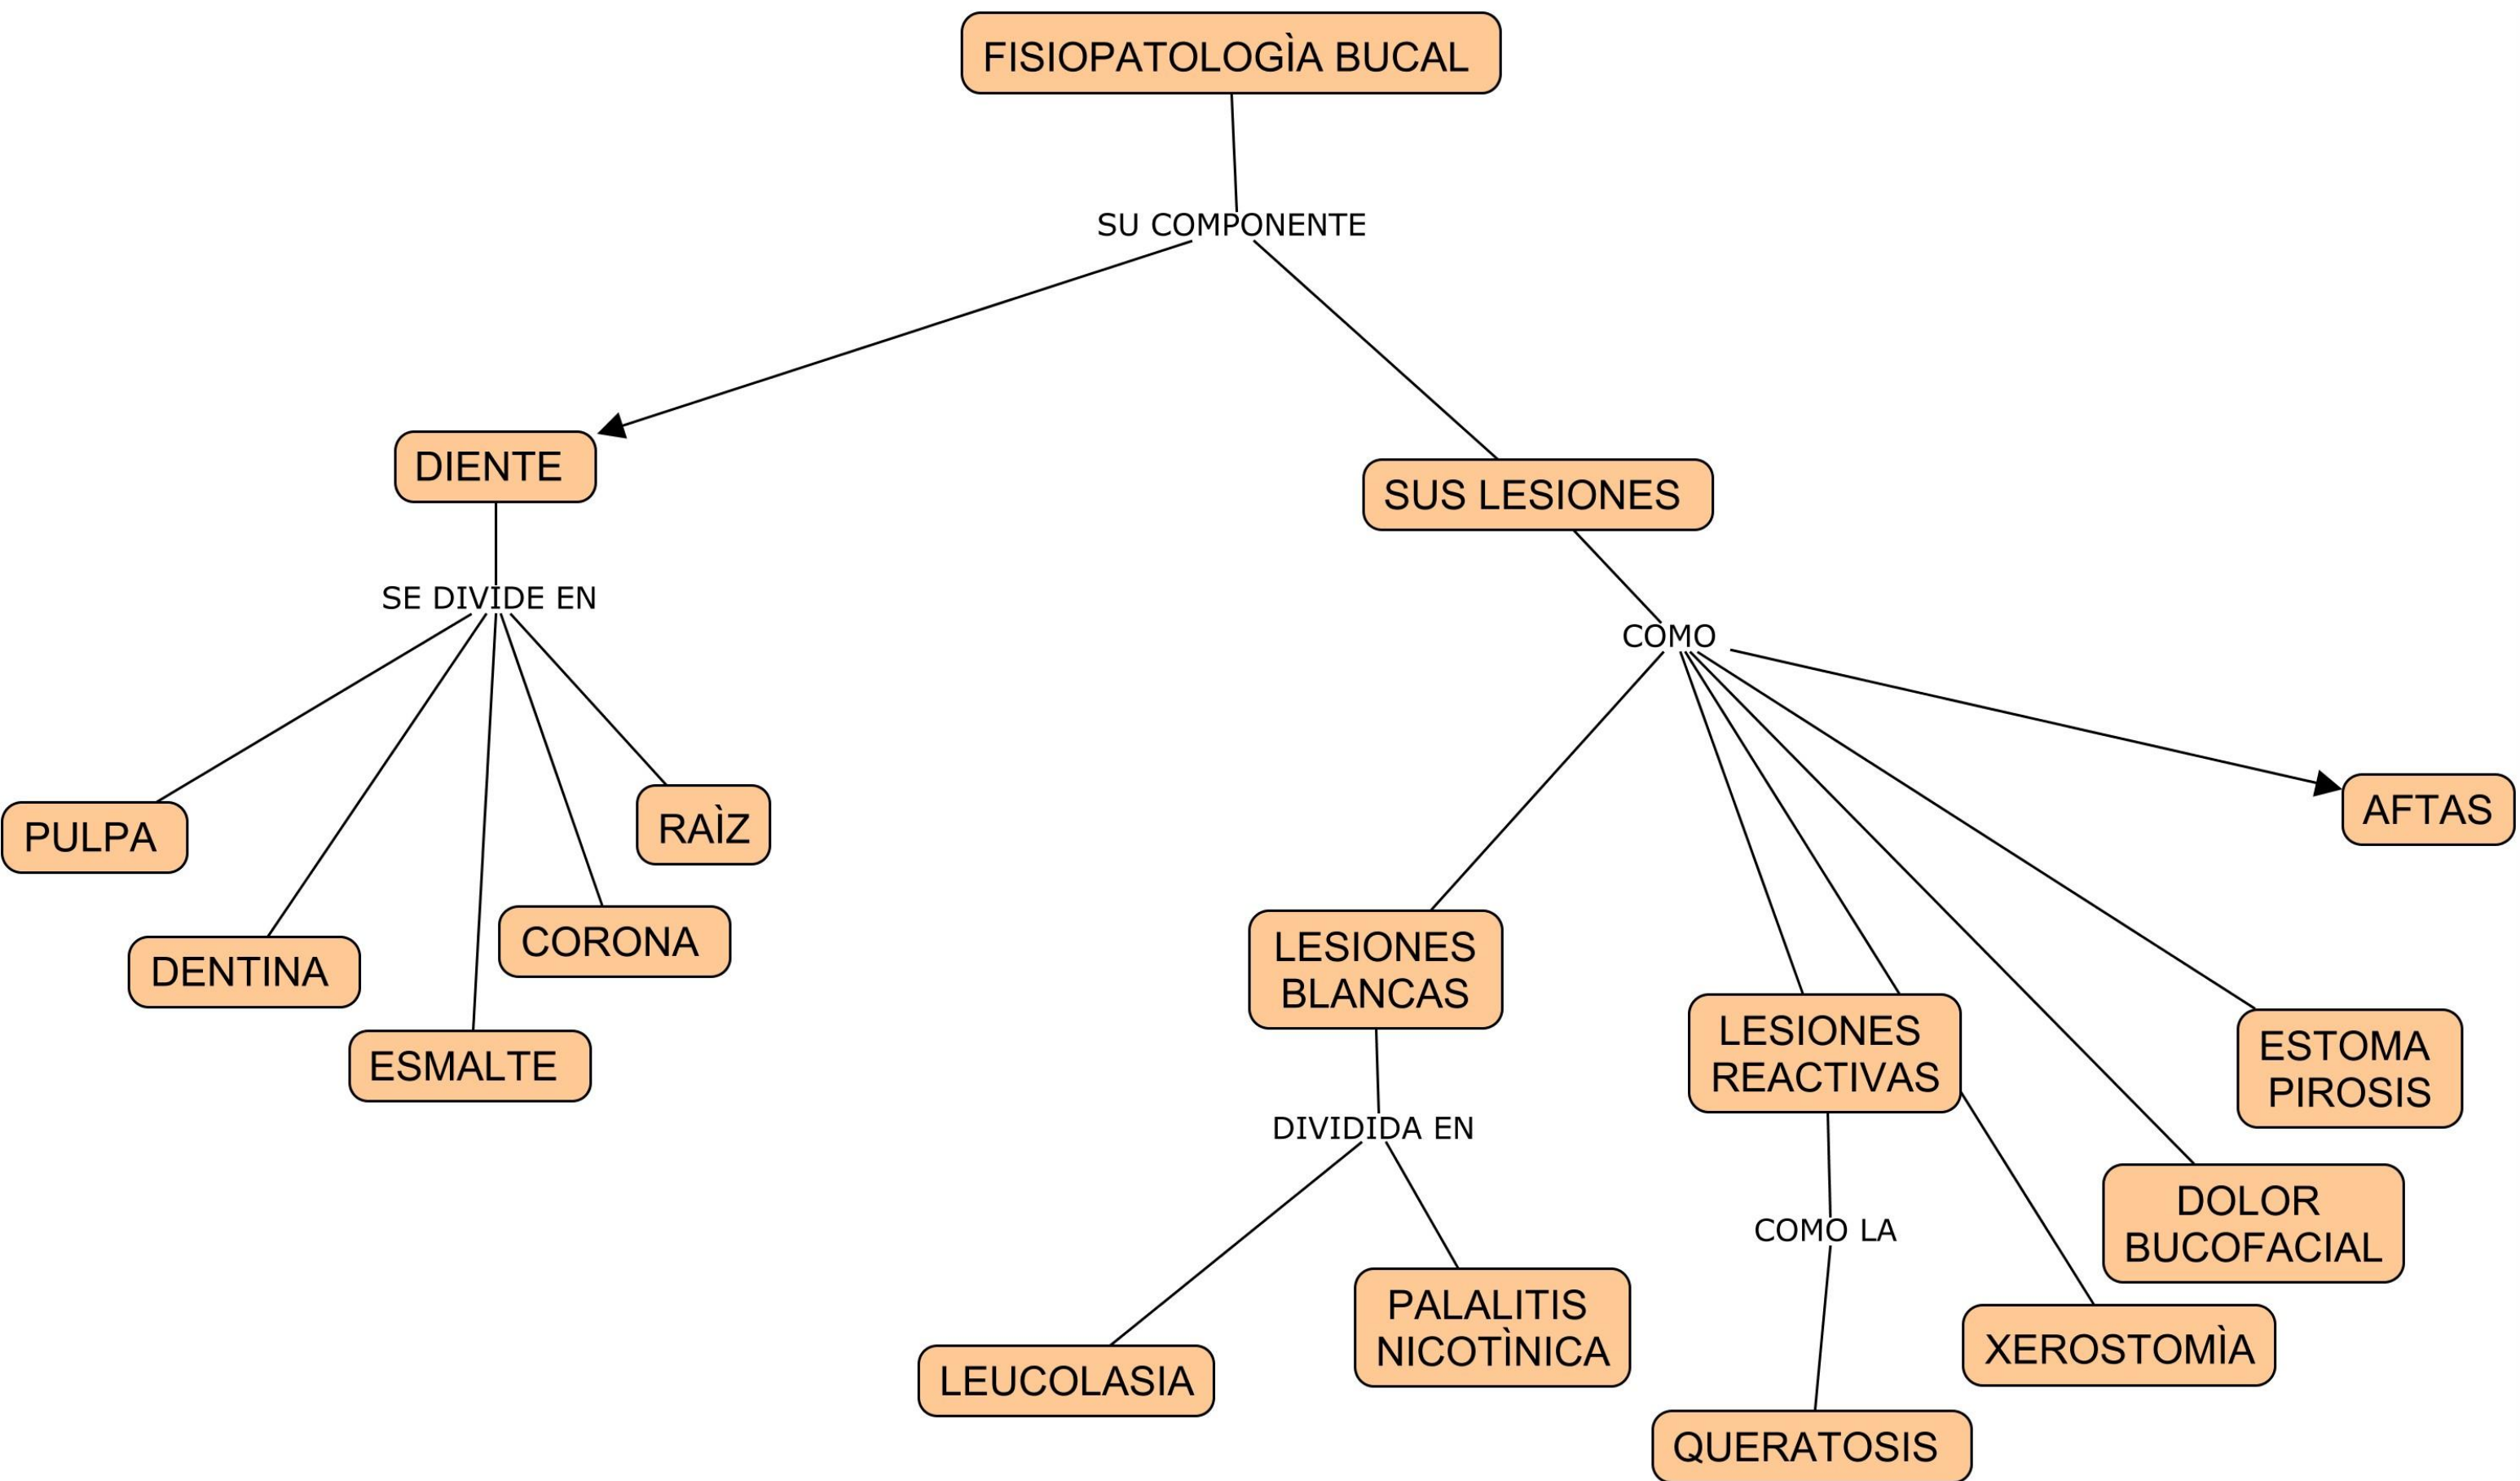 FISIOPATOLOGÌA BUCAL
SU COMPONENTE
DIENTE
SUS LESIONES
SE DIVIDE EN
COMO
PULPA
DENTINA
ESMALTE
CORONA
RAÌZ
LESIONES
BLANCAS
LESIONES
REACTIVAS
AFTAS
ESTOMA
PIROSIS
DOLOR
BUCOFACIAL
XEROSTOMÌA
DIVIDIDA EN
COMO LA
LEUCOLASIA
PALALITIS
NICOTÌNICA
QUERATOSIS